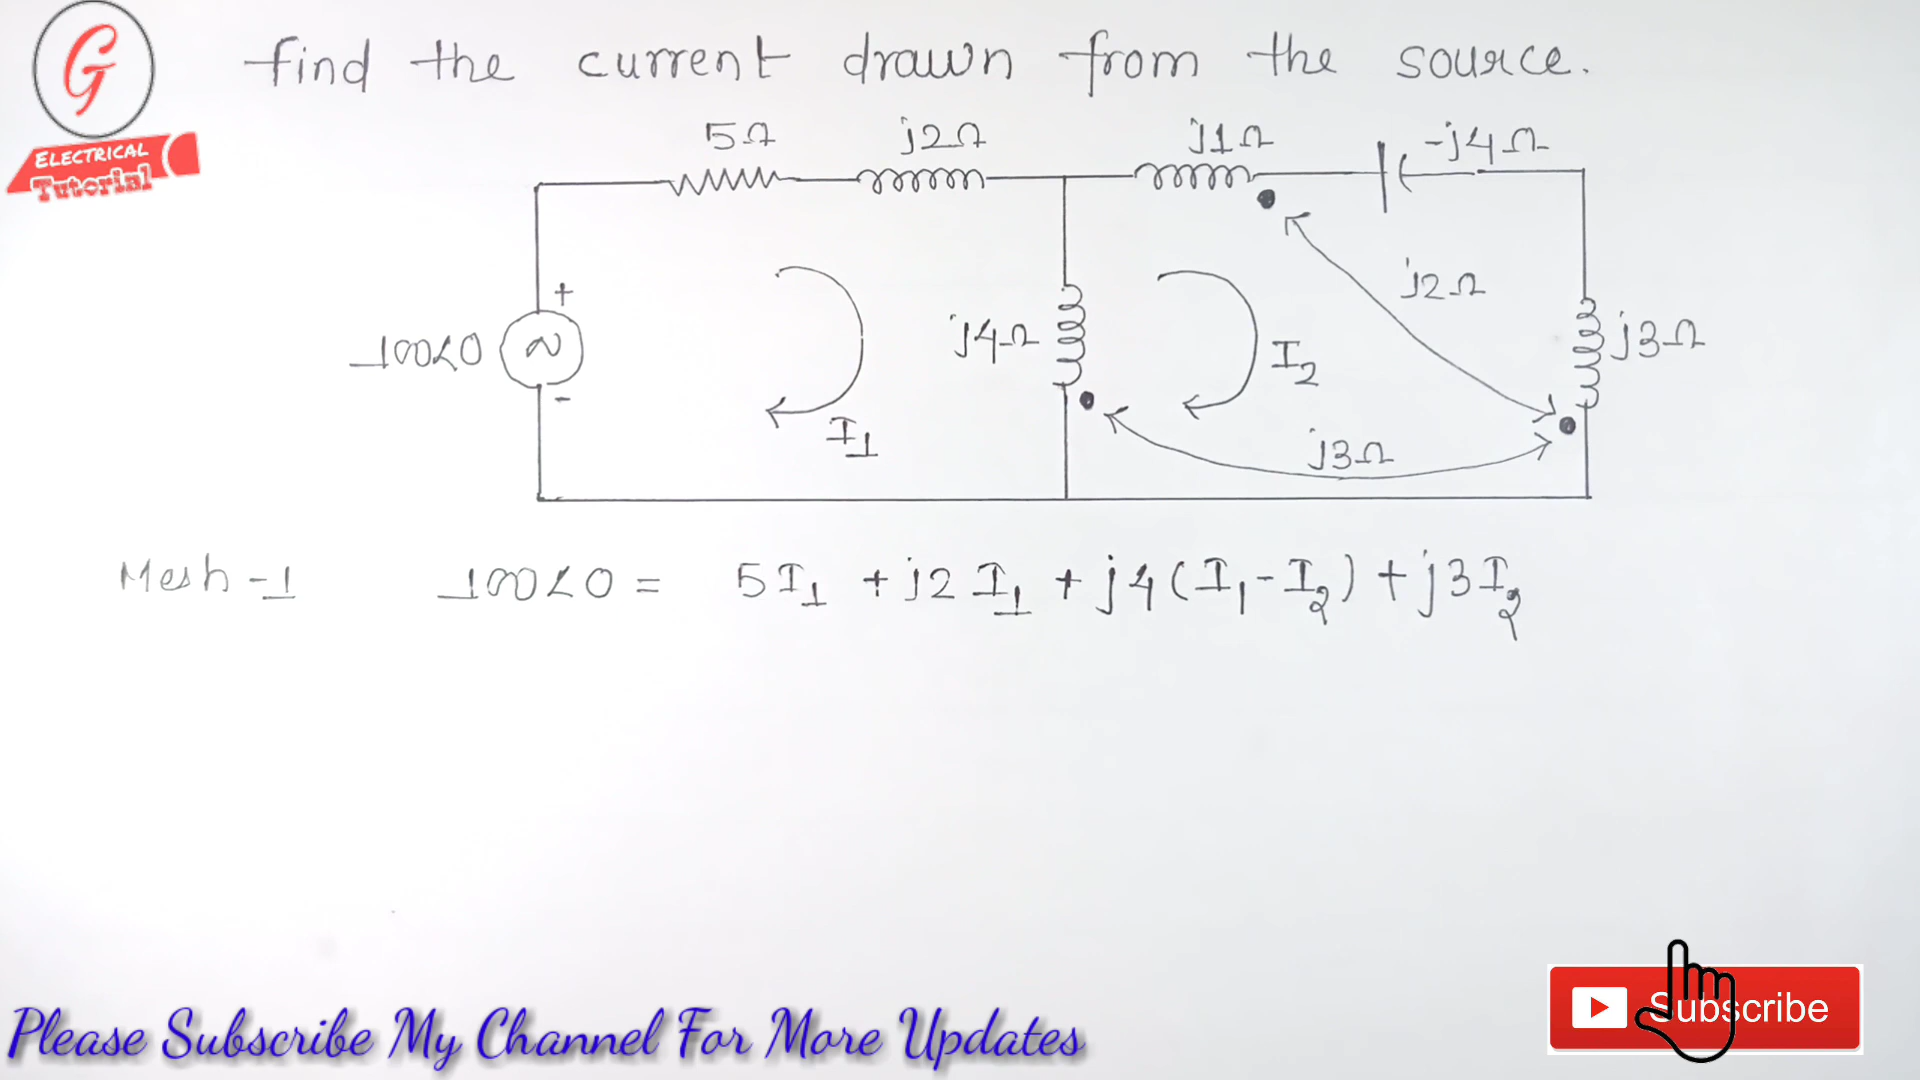 G
ELECTRICAL
Tutorial
find the current drawn from the source.
5Ω j2Ω j1Ω -j4Ω
+
100∠0
-
j4Ω
I1
I2
j2Ω
j3Ω
j3Ω
Mesh-1 100∠0 = 5I1 + j2 I1 + j4(I1-I2) + j3I2
Please Subscribe My Channel For More Updates
Subscribe